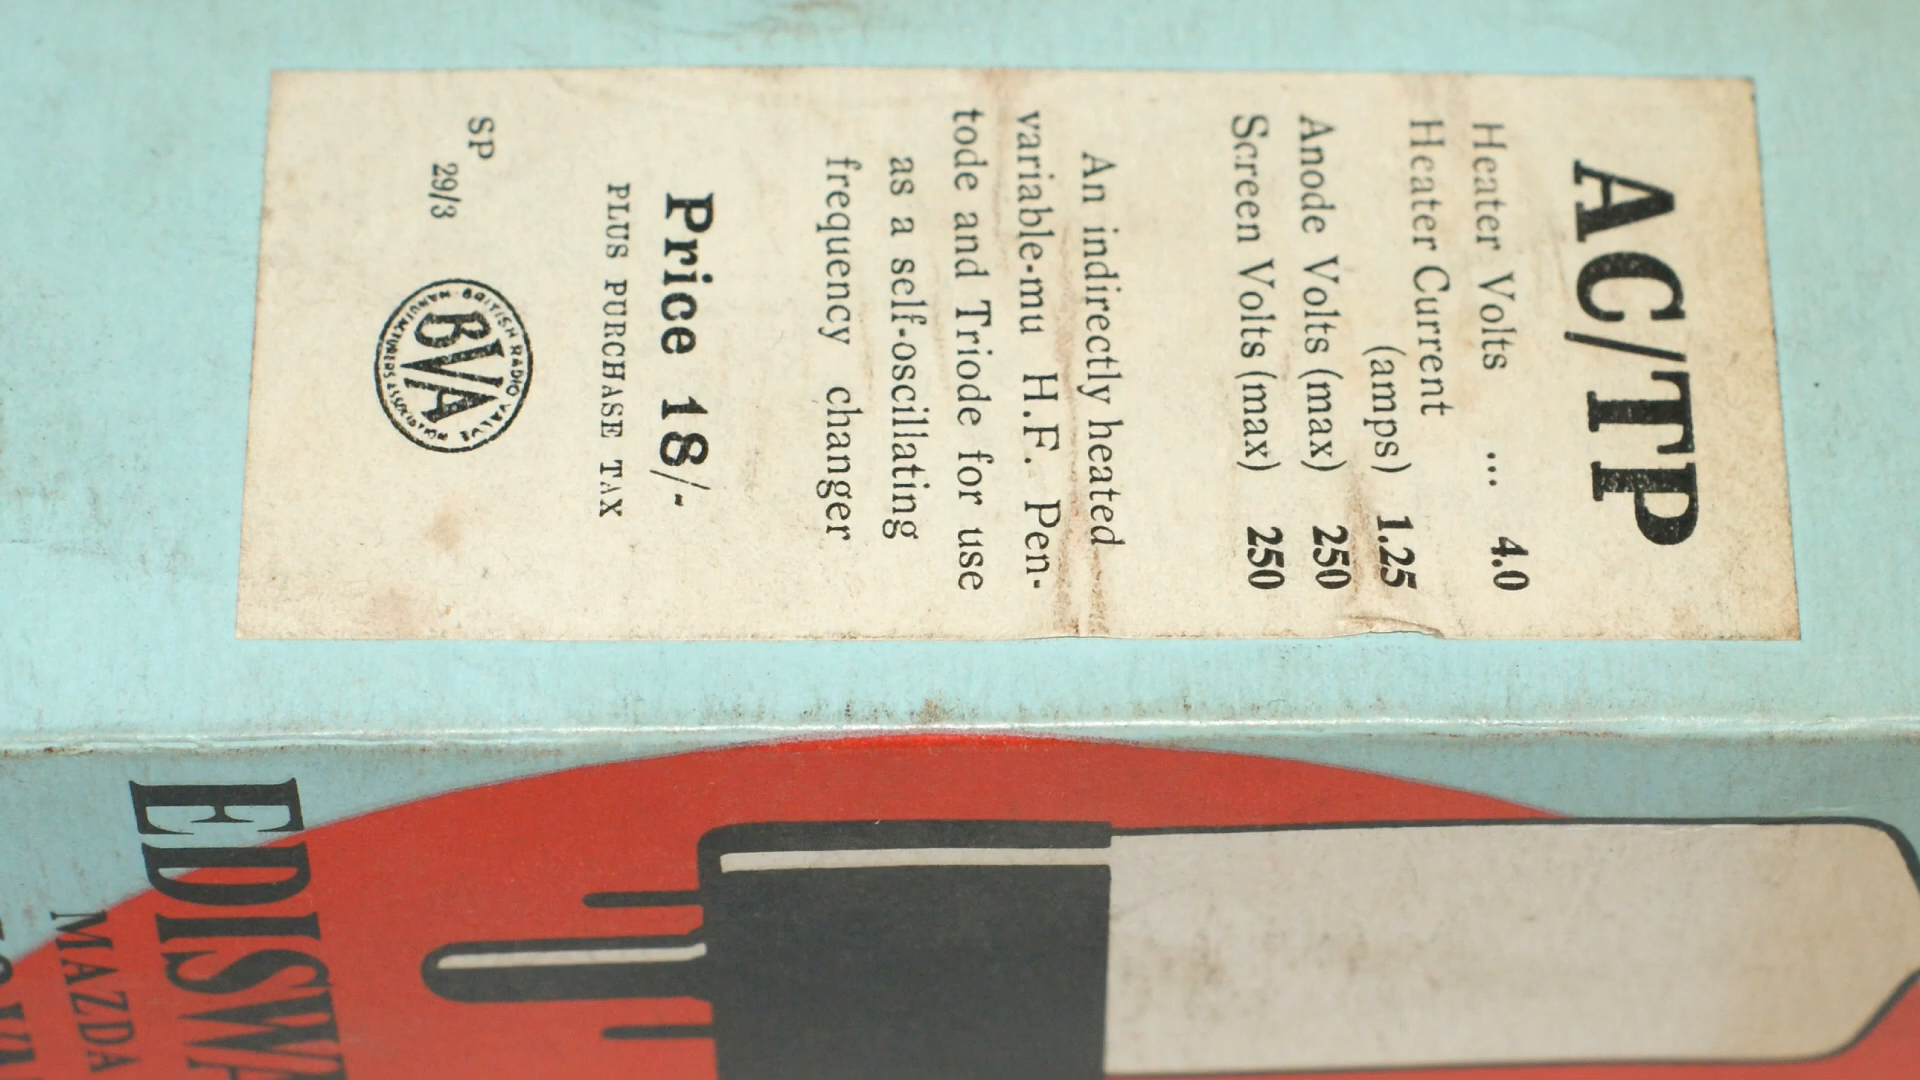 AC/TP
Heater Volts ... 4.0
Heater Current
(amps) 1.25
Anode Volts (max) 250
Screen Volts (max) 250
An indirectly heated
variable-mu H.F. Pen-
tode and Triode for use
as a self-oscillating
frequency changer
Price 18/-
PLUS PURCHASE TAX
SP
29/3
BRITISH RADIO VALVE
BVA
MANUFACTURERS ASSOCIATION
EDISWA
MAZDA